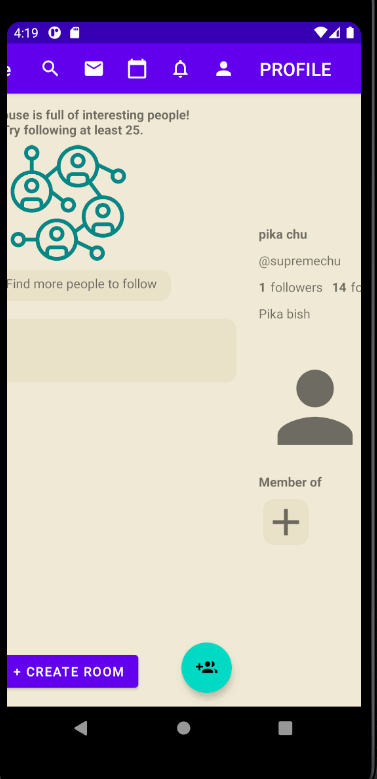 4:19
PROFILE
use is full of interesting people!
Try following at least 25.
Find more people to follow
pika chu
@supremechu
1 followers 14 fo
Pika bish
Member of
+ CREATE ROOM